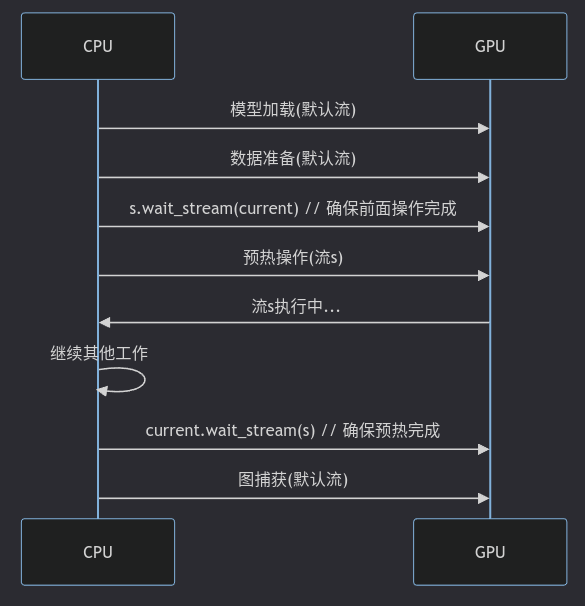 CPU
GPU
模型加载(默认流)
数据准备(默认流)
s.wait_stream(current) // 确保前面操作完成
预热操作(流s)
流s执行中...
继续其他工作
current.wait_stream(s) // 确保预热完成
图捕获(默认流)
CPU
GPU